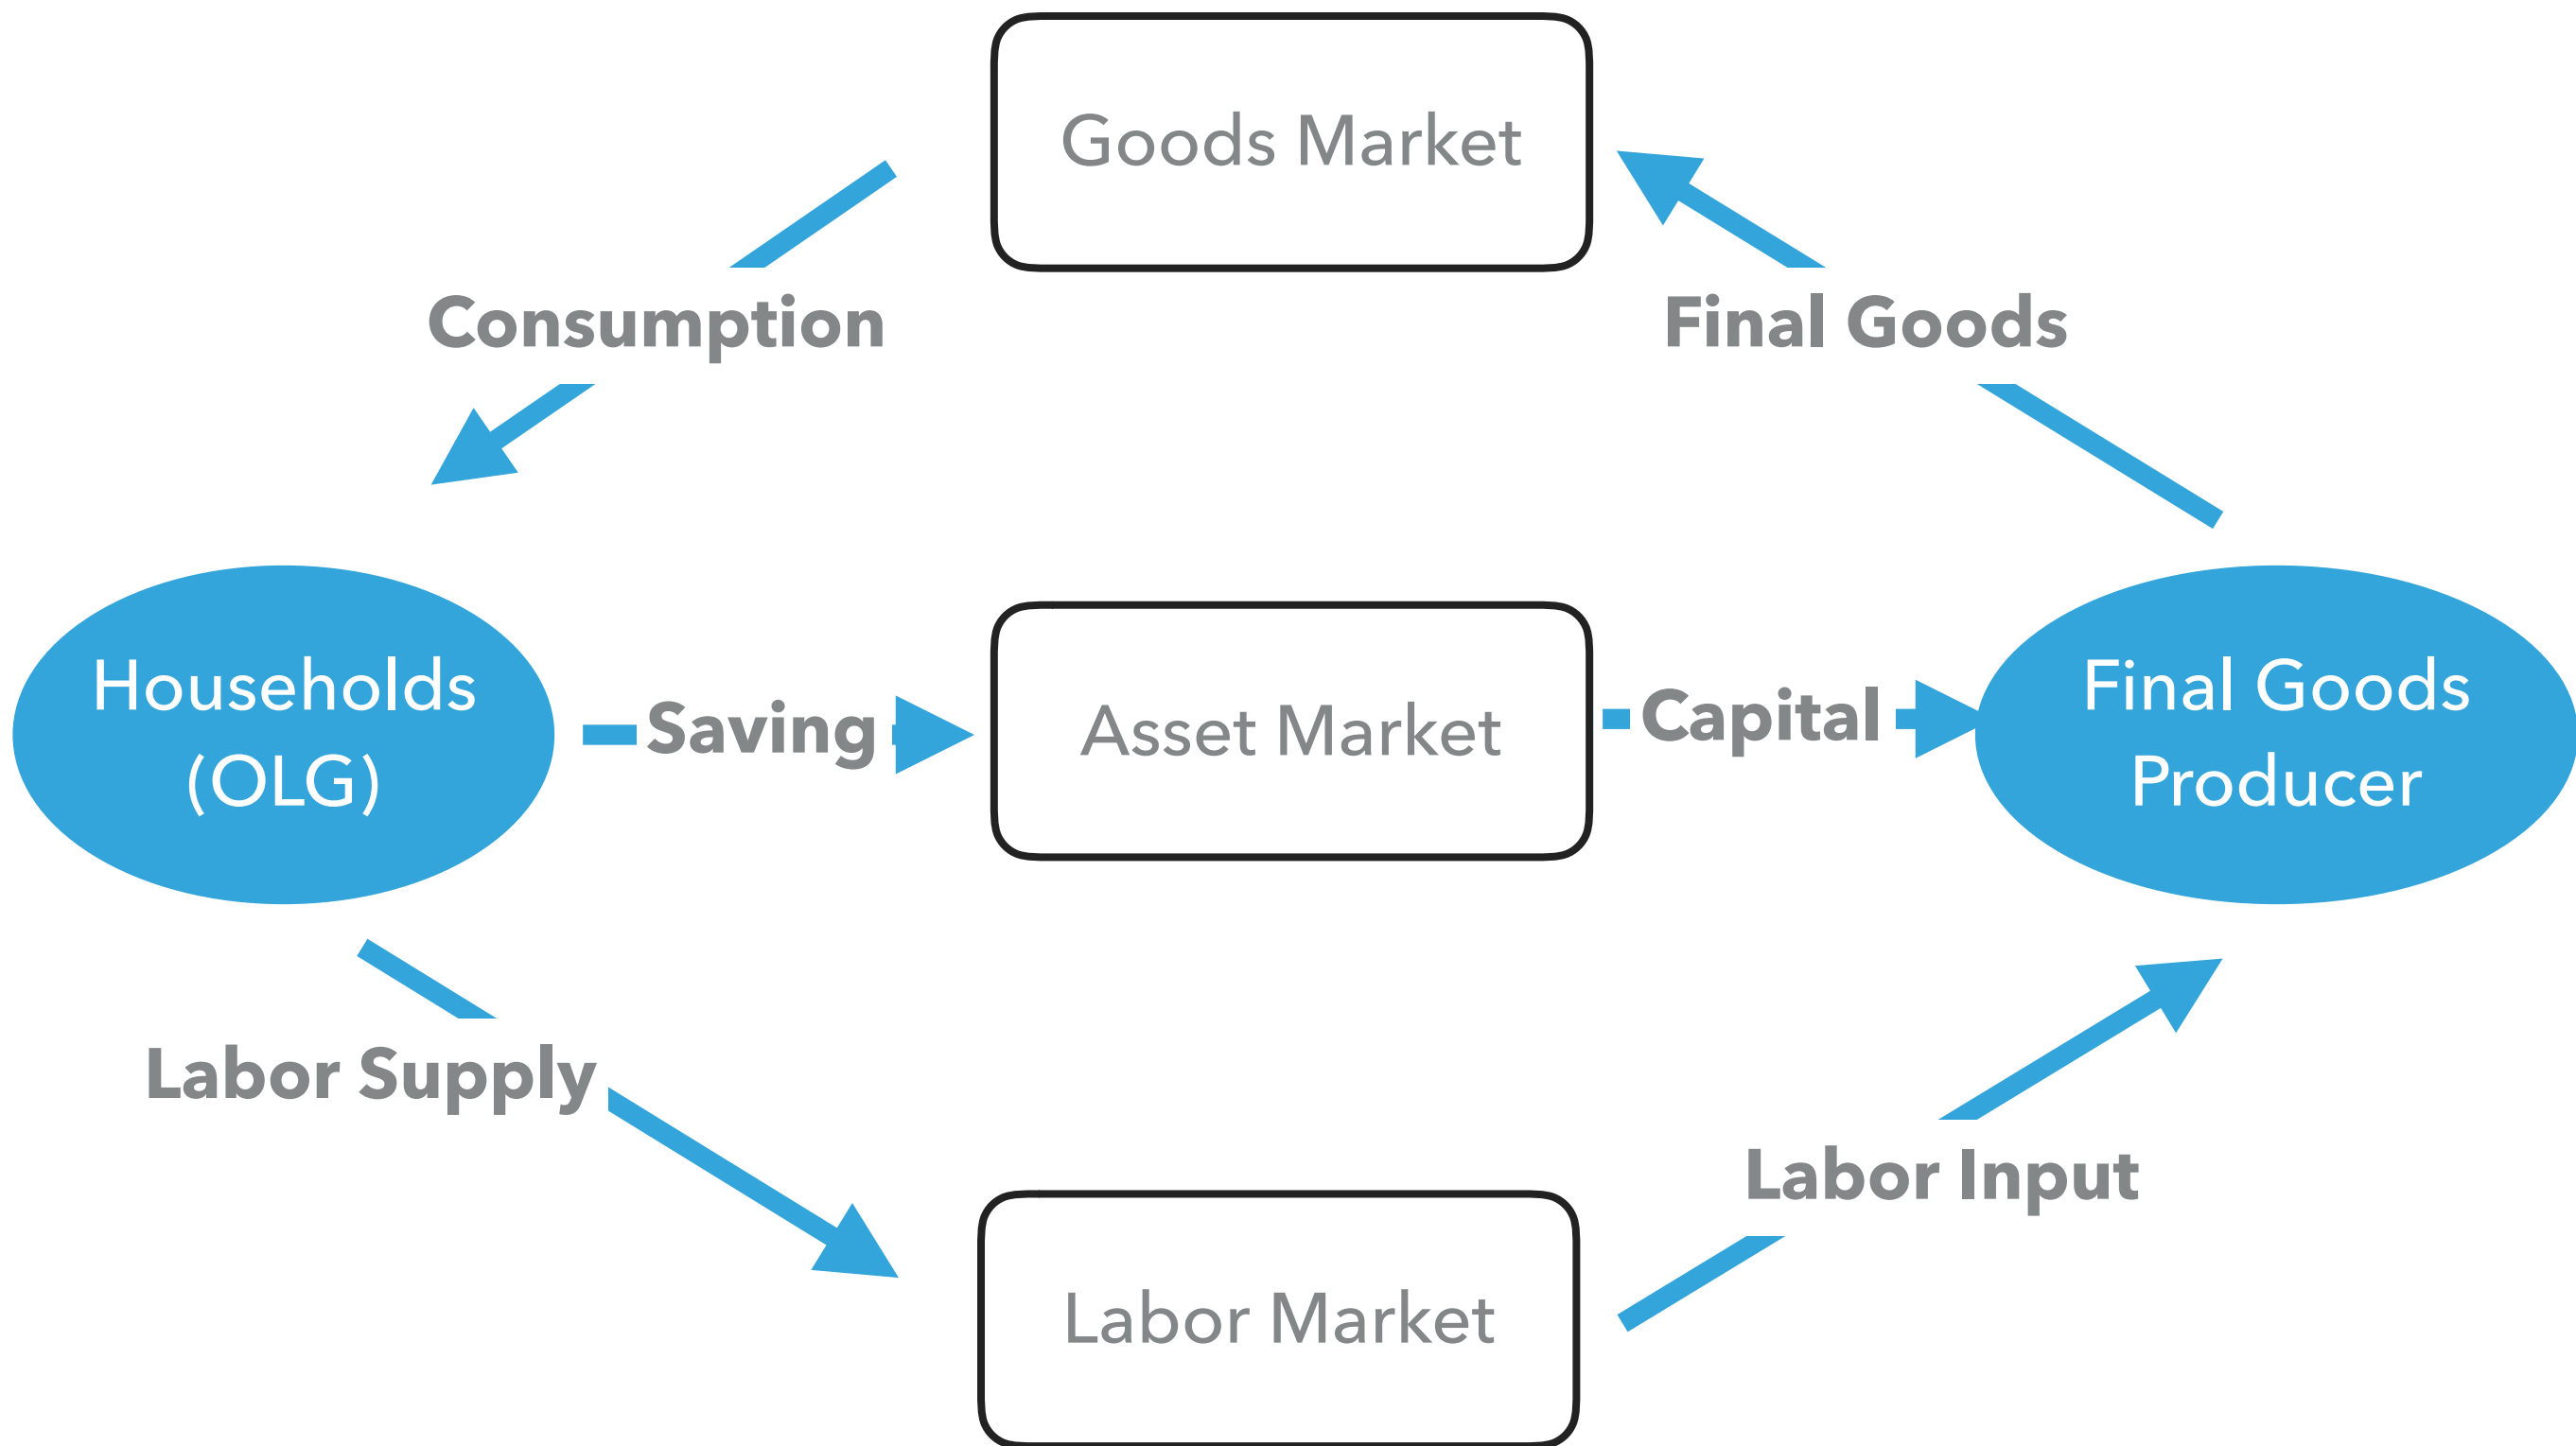 Goods Market
Consumption
Final Goods
Households
(OLG)
Saving
Asset Market
Capital
Final Goods
Producer
Labor Supply
Labor Input
Labor Market